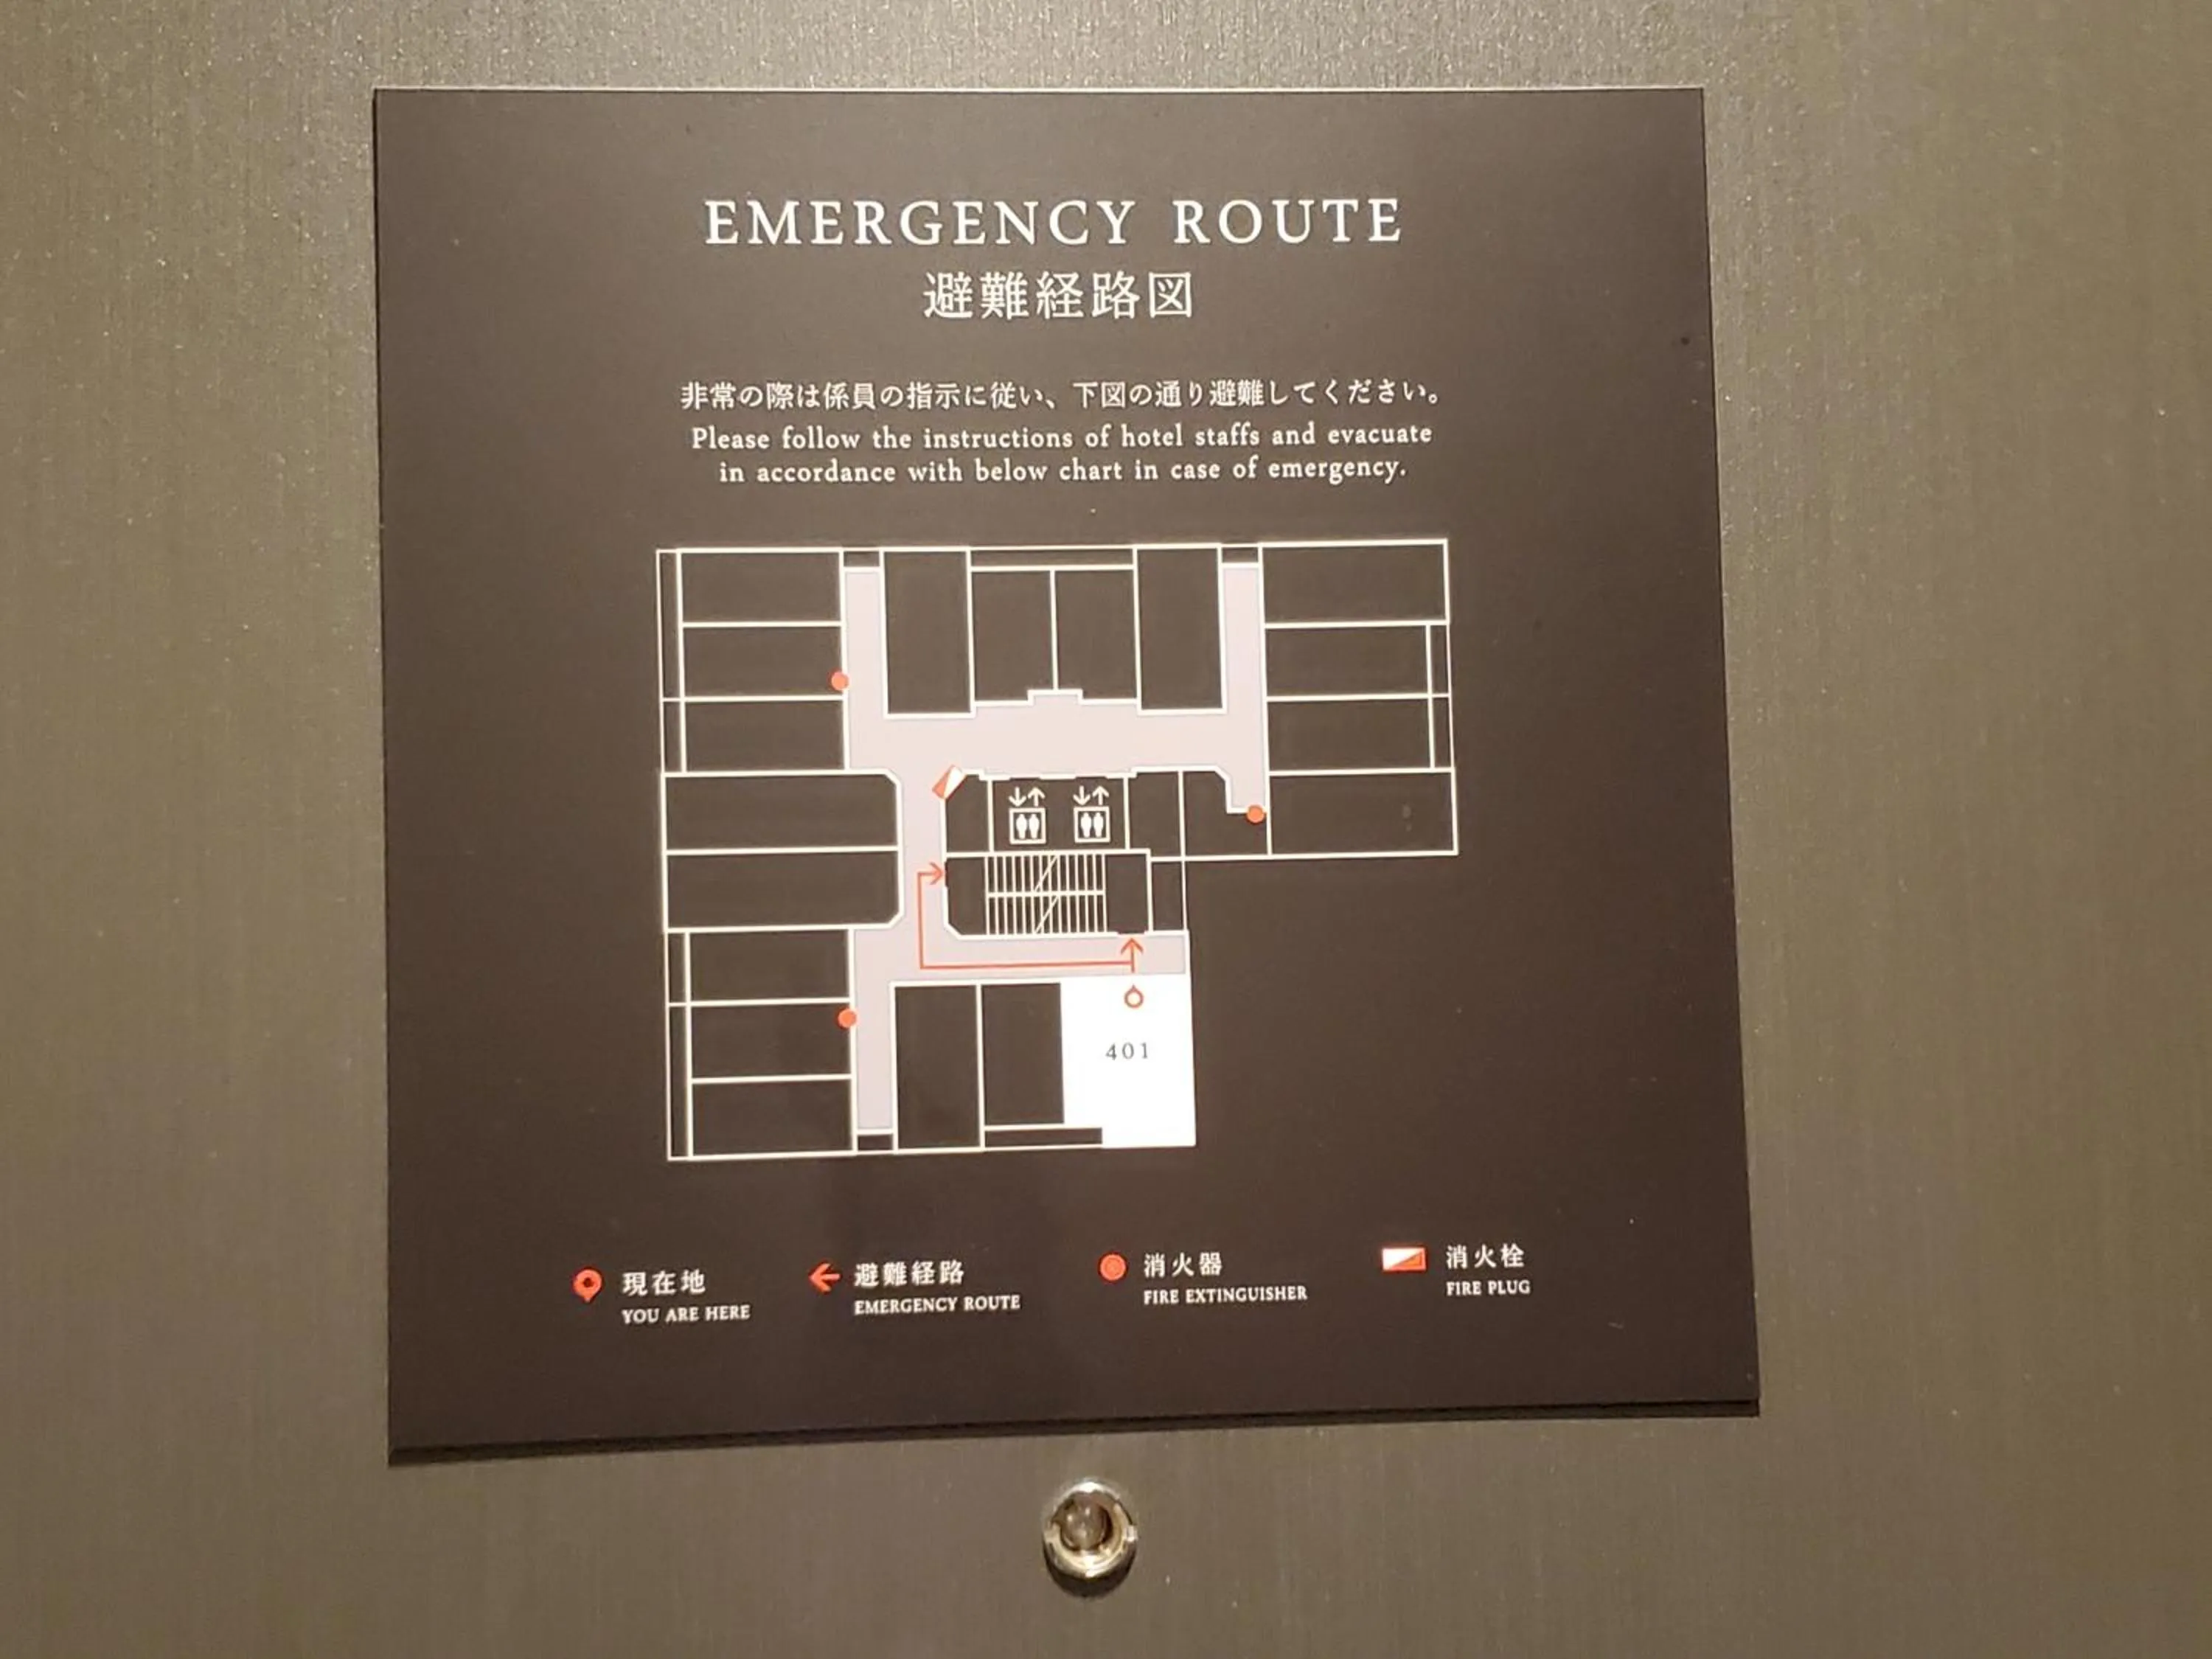 EMERGENCY ROUTE
避難経路図
非常の際は係員の指示に従い、下図の通り避難してください。
Please follow the instructions of hotel staffs and evacuate
in accordance with below chart in case of emergency.
401
現在地
YOU ARE HERE
避難経路
EMERGENCY ROUTE
消火器
FIRE EXTINGUISHER
消火栓
FIRE PLUG